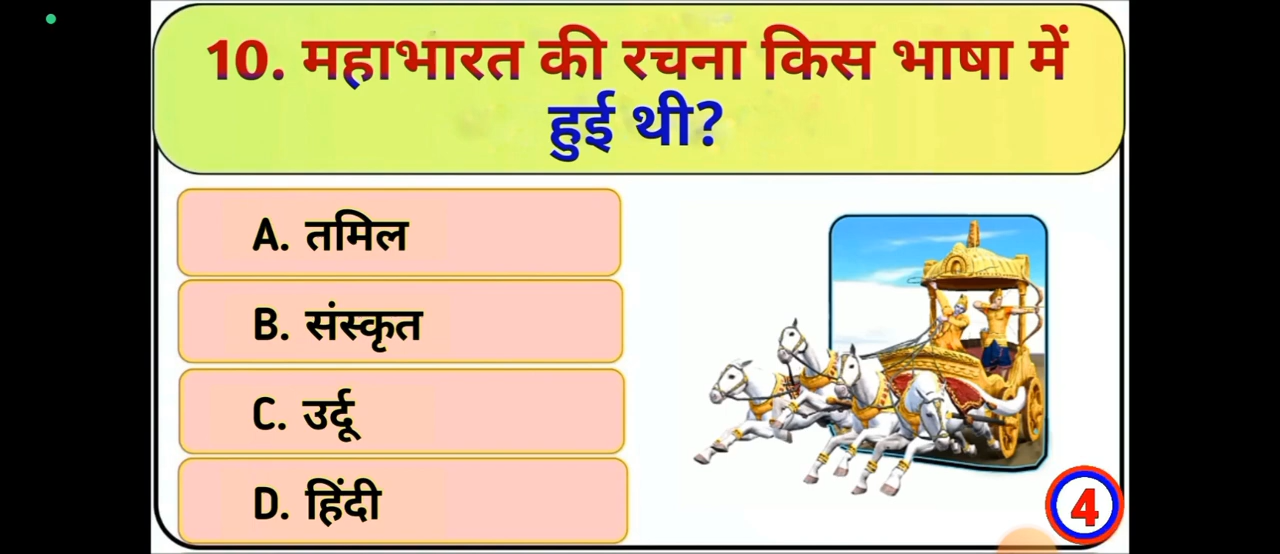 10. महाभारत की रचना किस भाषा में
हुई थी?
A. तमिल
B. संस्कृत
C. उर्दू
D. हिंदी
4